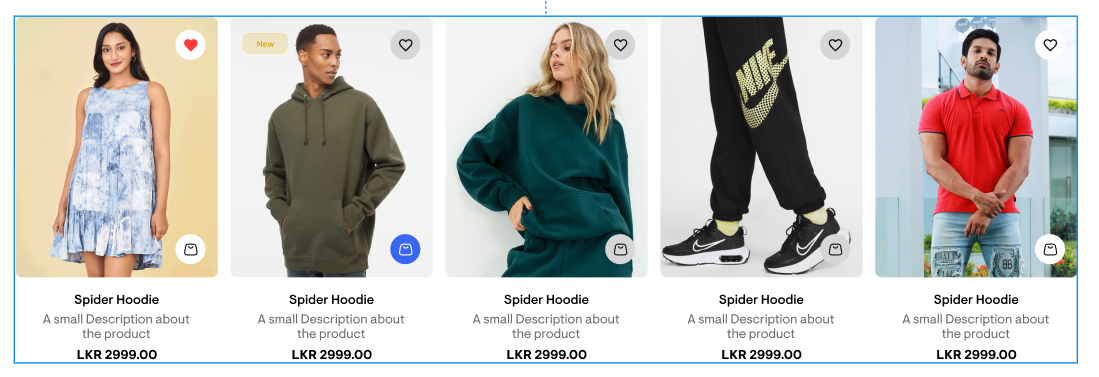 New
NIKE
Spider Hoodie
A small Description about
the product
LKR 2999.00
Spider Hoodie
A small Description about
the product
LKR 2999.00
Spider Hoodie
A small Description about
the product
LKR 2999.00
Spider Hoodie
A small Description about
the product
LKR 2999.00
Spider Hoodie
A small Description about
the product
LKR 2999.00